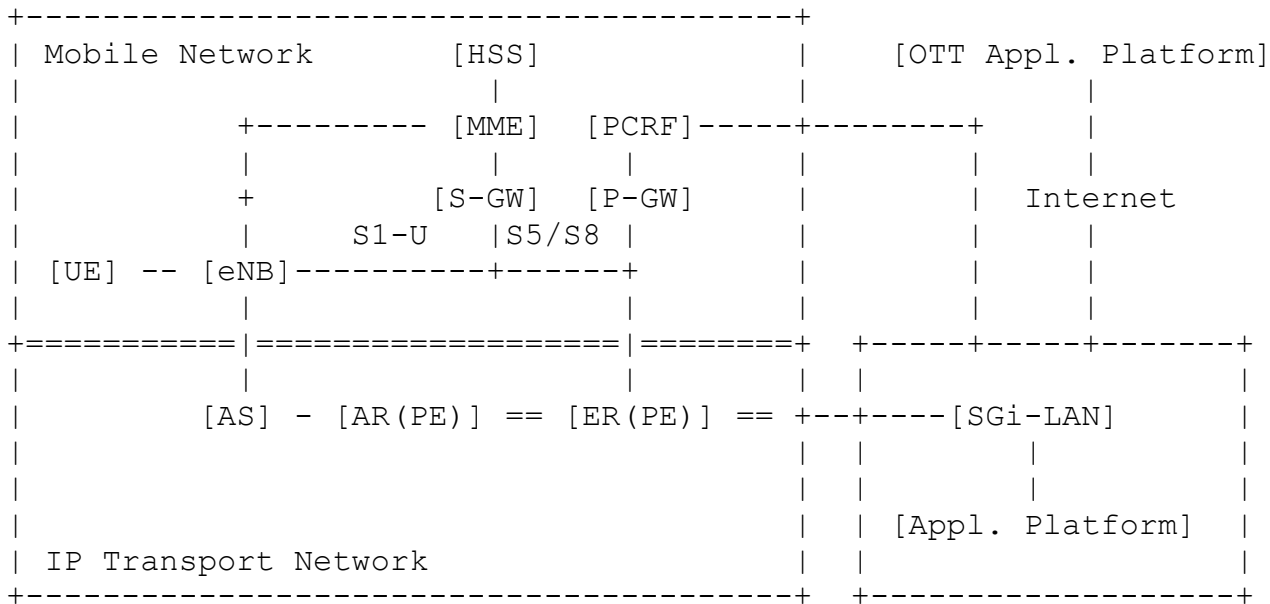 Mobile Network [HSS] [OTT Appl. Platform]
[MME] [PCRF]
[S-GW] [P-GW] Internet
S1-U S5/S8
[UE] -- [eNB]
[AS] - [AR(PE)] == [ER(PE)] == [SGi-LAN]
[Appl. Platform]
IP Transport Network